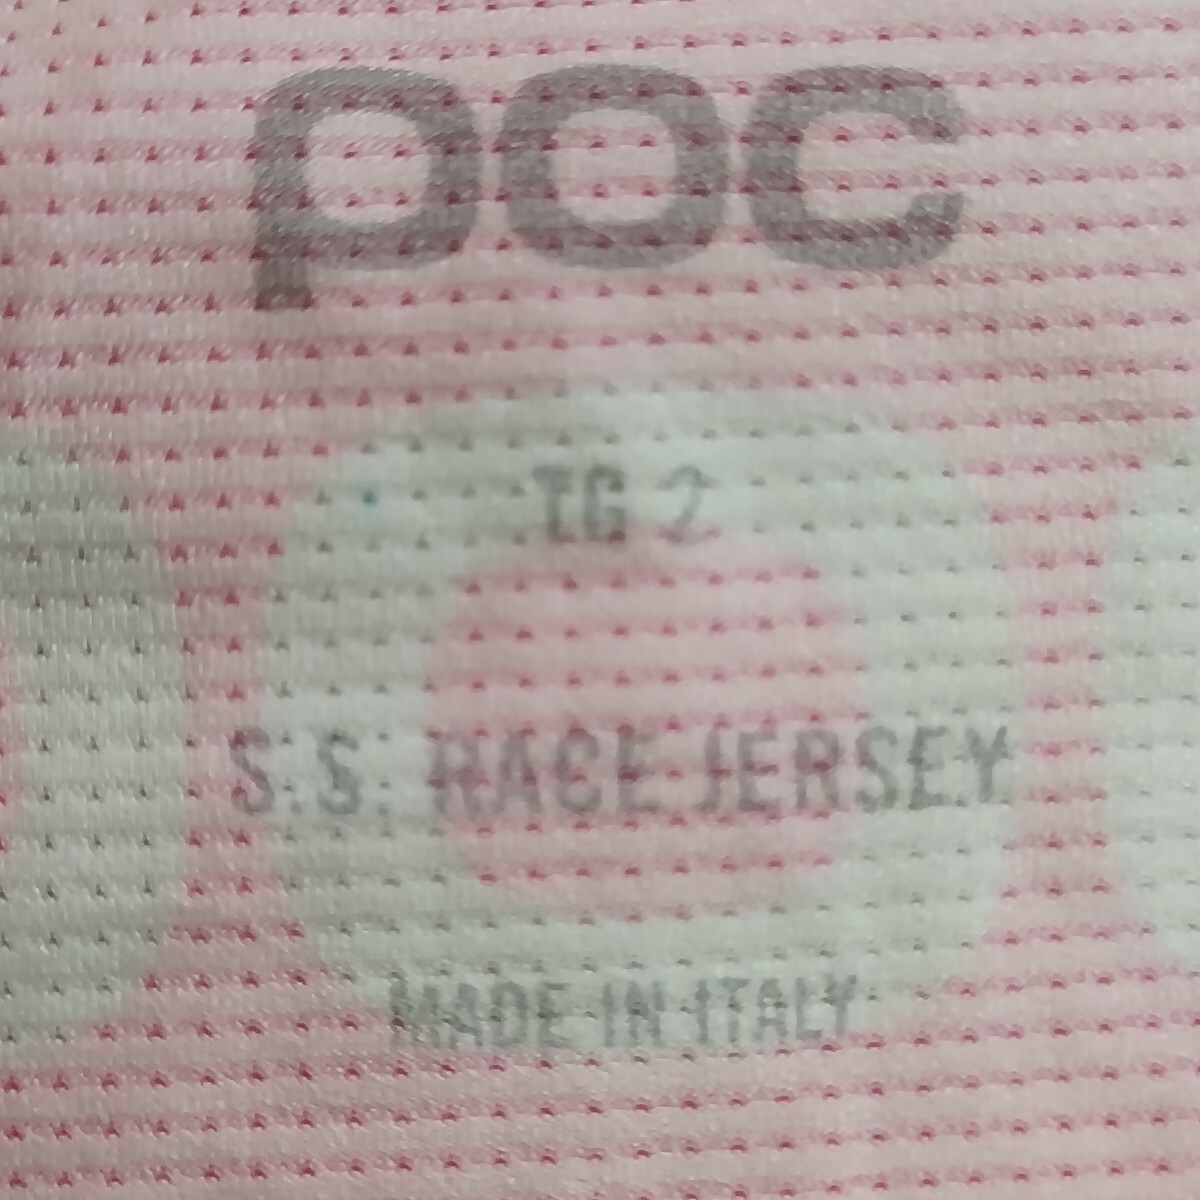 POC
TG 2
S.S. RACE JERSEY
MADE IN ITALY